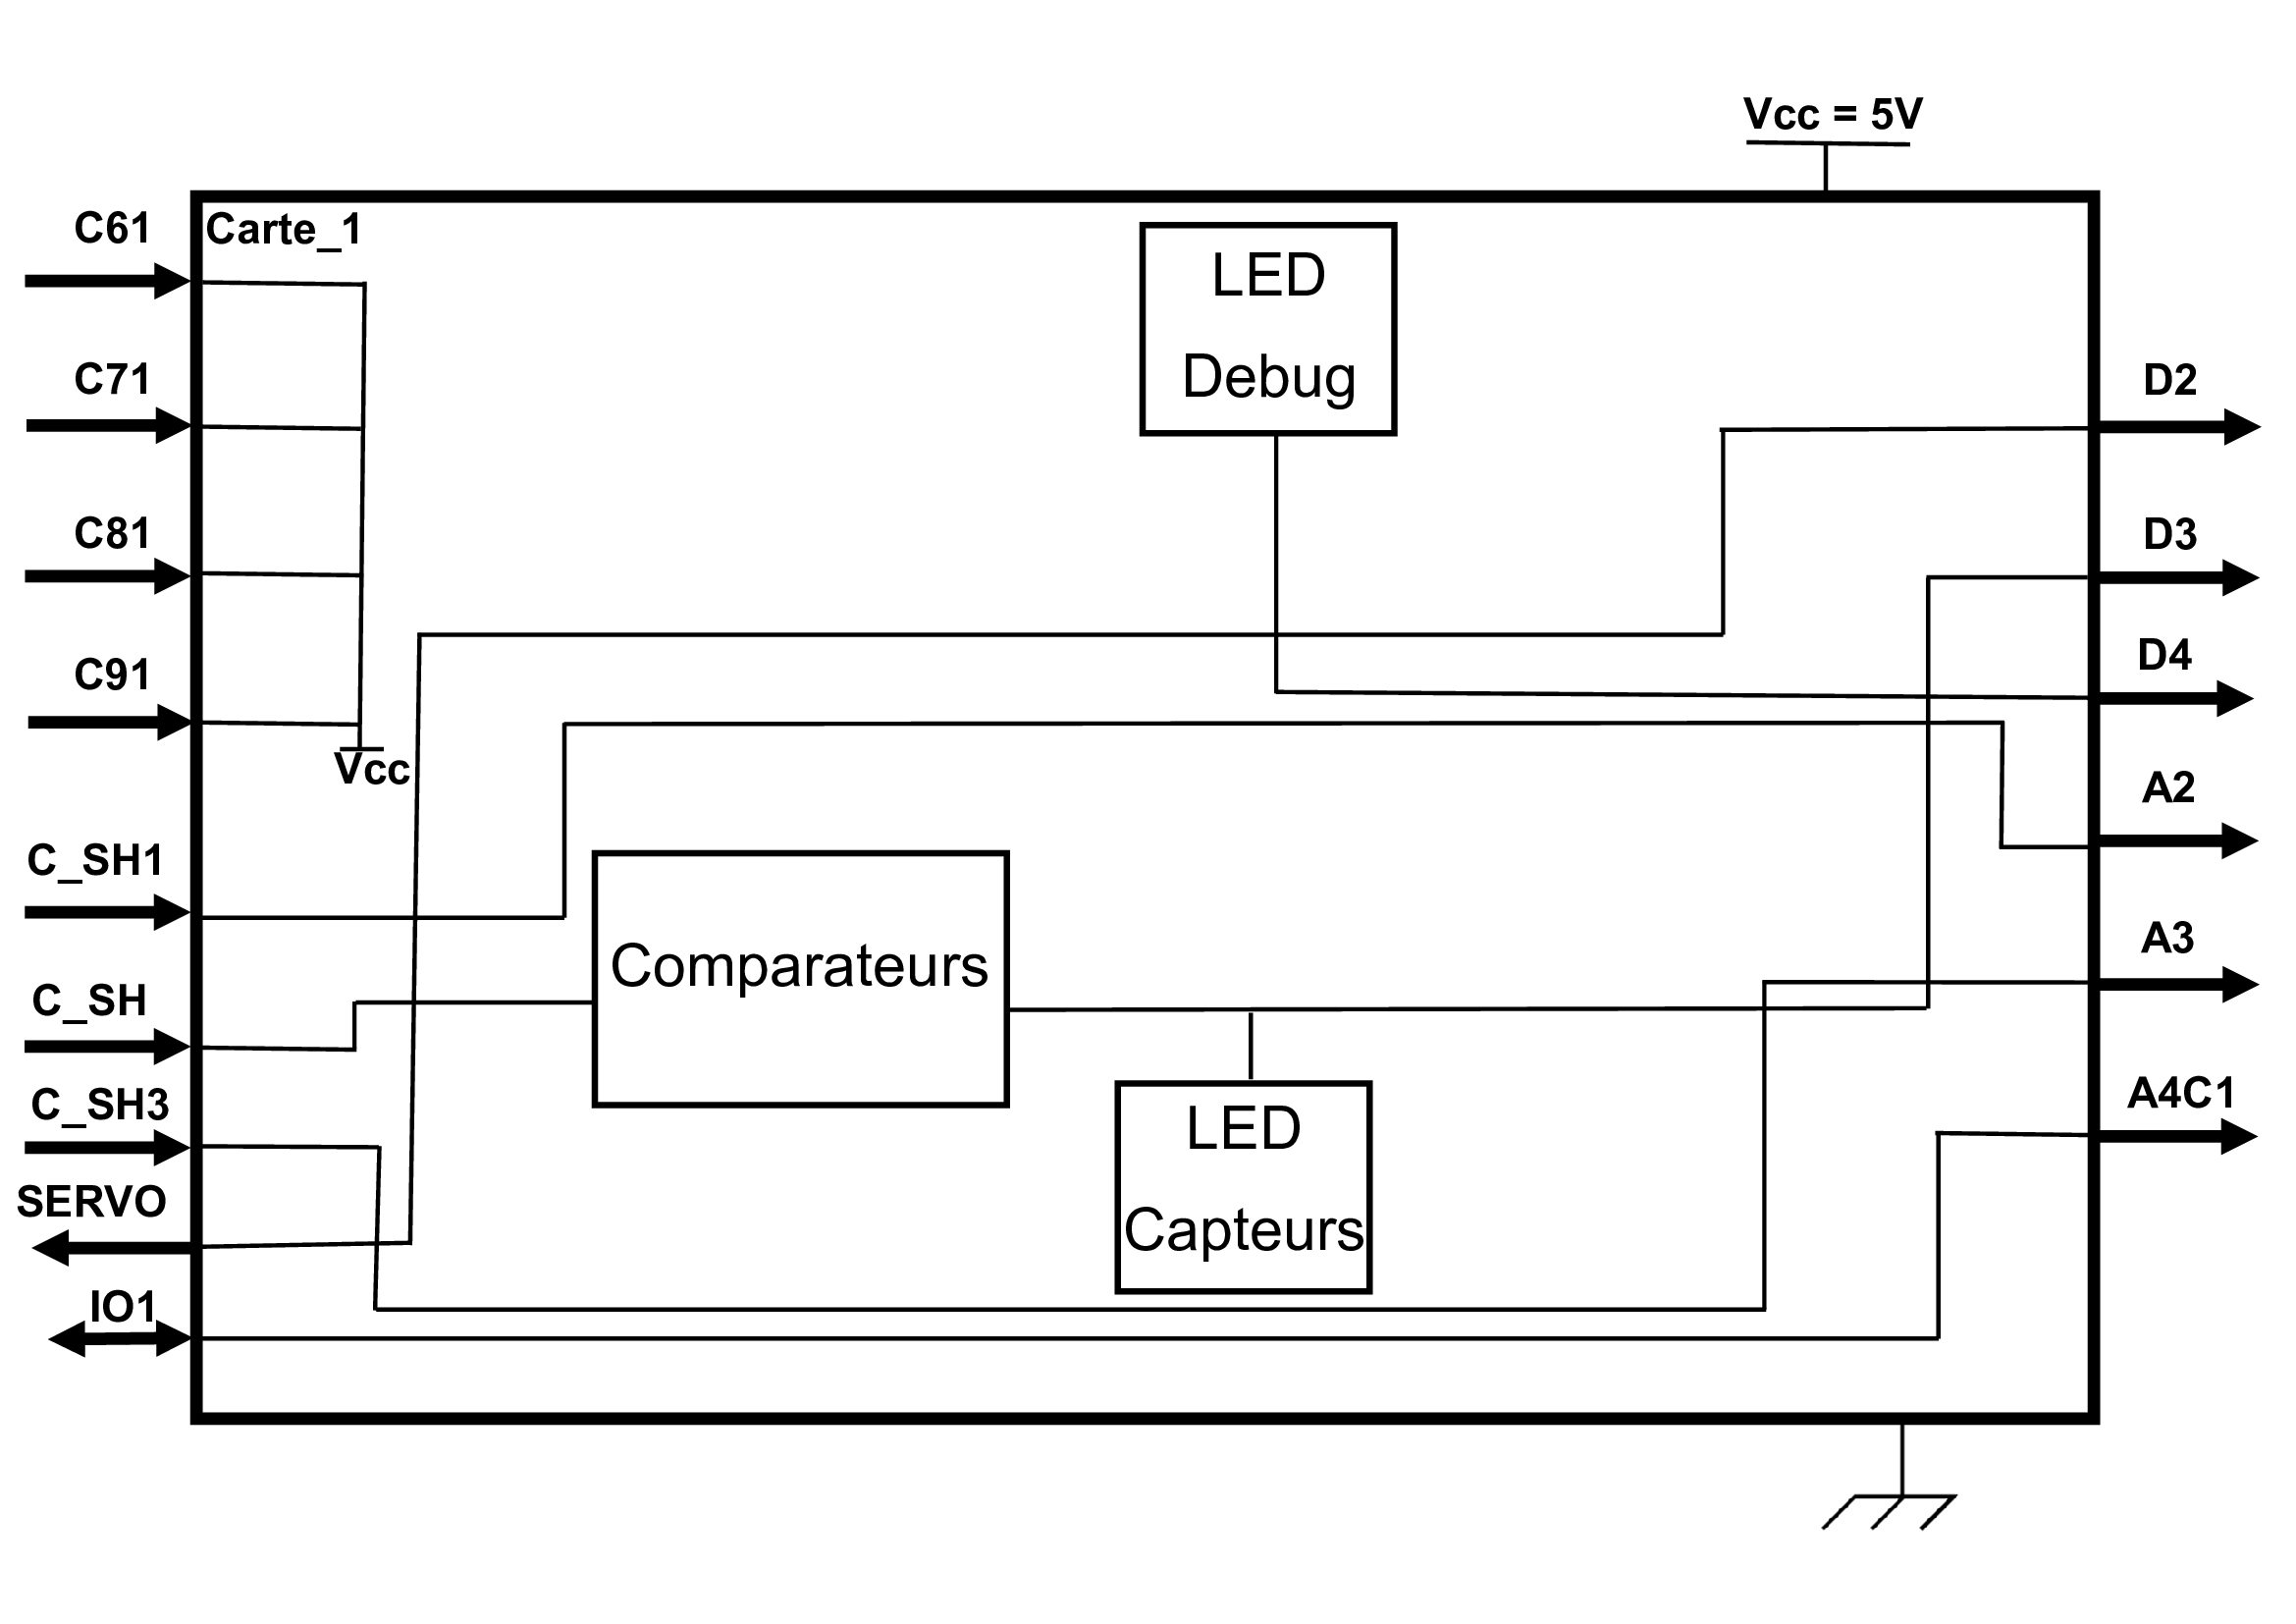 Vcc = 5V
C61
Carte_1
LED
Debug
C71
D2
C81
D3
C91
D4
Vcc
A2
C_SH1
Comparateurs
A3
C_SH
C_SH3
LED
A4C1
SERVO
Capteurs
IO1